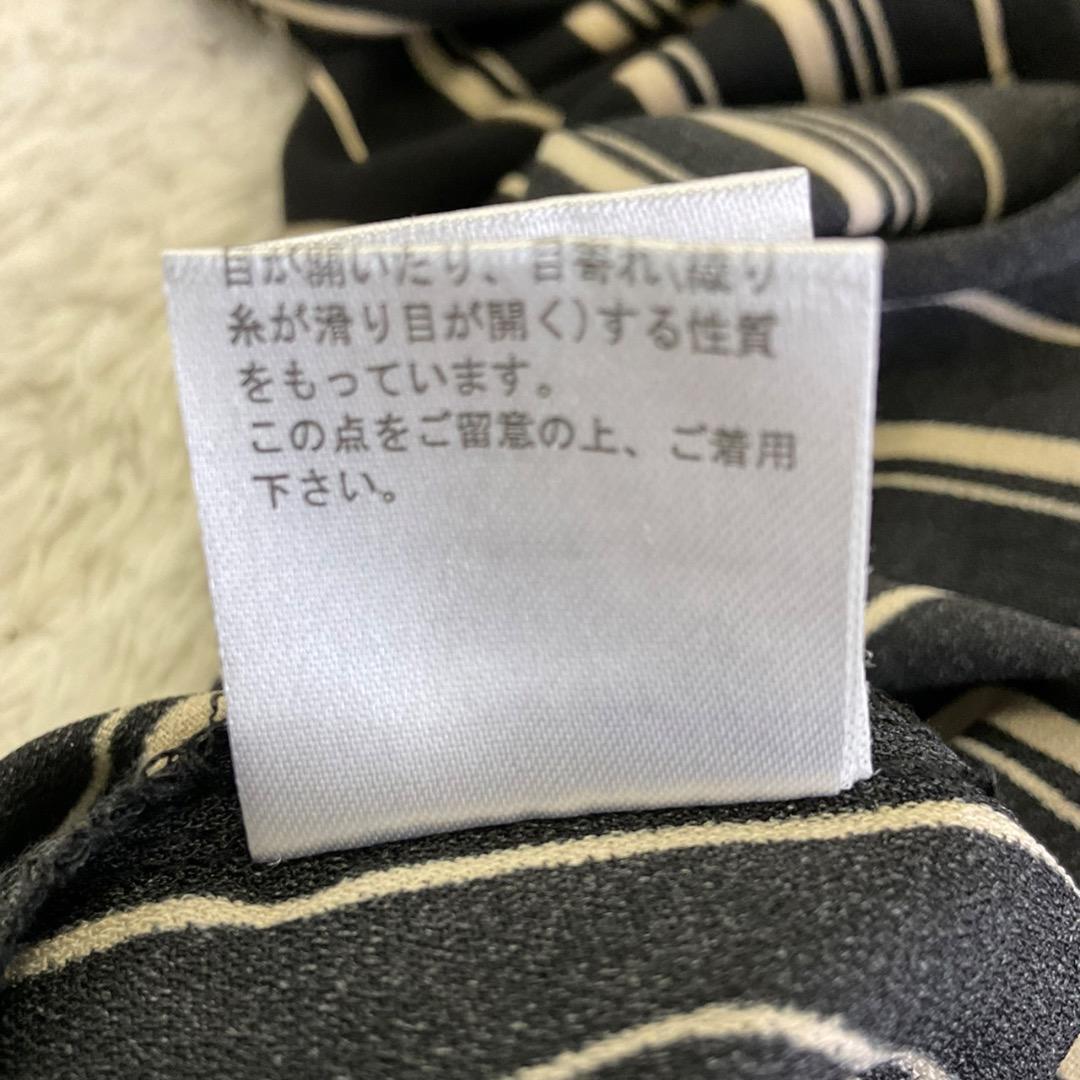 目が開いたり、目寄れ(縫り
糸が滑り目が開く)する性質
をもっています。
この点をご留意の上、ご着用
下さい。